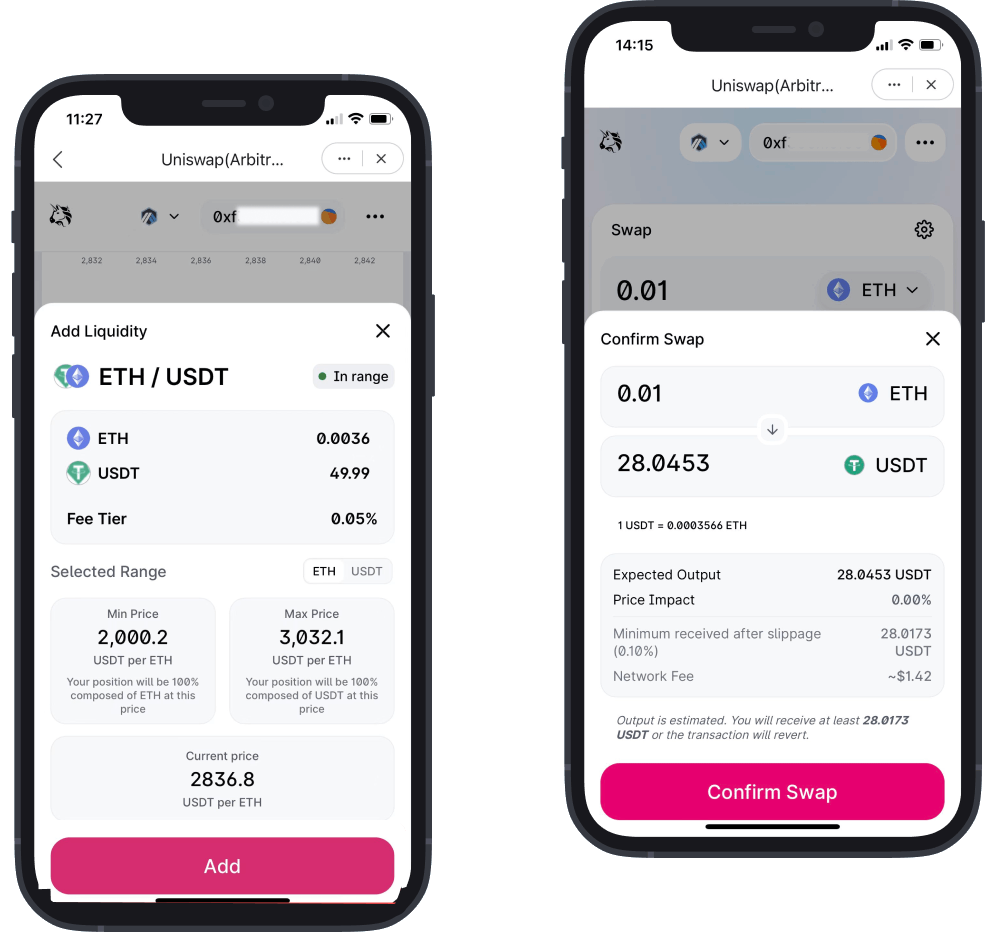 11:27
Uniswap(Arbitr...
0xf
2,832 2,834 2,836 2,838 2,840 2,842
Add Liquidity
ETH / USDT
In range
ETH 0.0036
USDT 49.99
Fee Tier 0.05%
Selected Range
ETH USDT
Min Price
2,000.2
USDT per ETH
Your position will be 100%
composed of ETH at this
price
Max Price
3,032.1
USDT per ETH
Your position will be 100%
composed of USDT at this
price
Current price
2836.8
USDT per ETH
Add
14:15
Uniswap(Arbitr...
0xf
Swap
0.01 ETH
Confirm Swap
0.01 ETH
28.0453 USDT
1 USDT = 0.0003566 ETH
Expected Output 28.0453 USDT
Price Impact 0.00%
Minimum received after slippage 28.0173
(0.10%) USDT
Network Fee ~$1.42
Output is estimated. You will receive at least 28.0173
USDT or the transaction will revert.
Confirm Swap